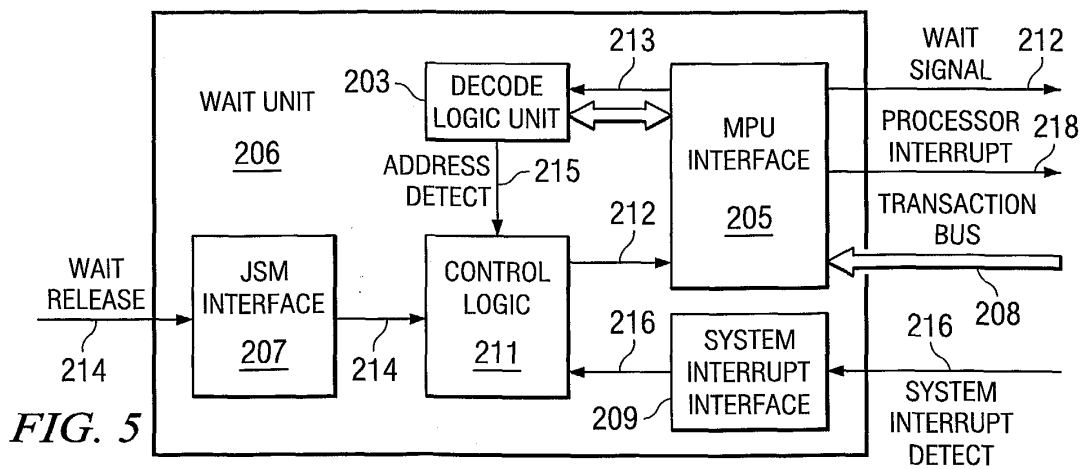 WAIT UNIT
206
203
DECODE
LOGIC UNIT
213
MPU
INTERFACE
205
WAIT
SIGNAL
212
PROCESSOR
INTERRUPT
218
TRANSACTION
BUS
208
ADDRESS
DETECT
215
212
WAIT
RELEASE
214
JSM
INTERFACE
207
214
CONTROL
LOGIC
211
216
SYSTEM
INTERRUPT
INTERFACE
209
216
SYSTEM
INTERRUPT
DETECT
FIG. 5